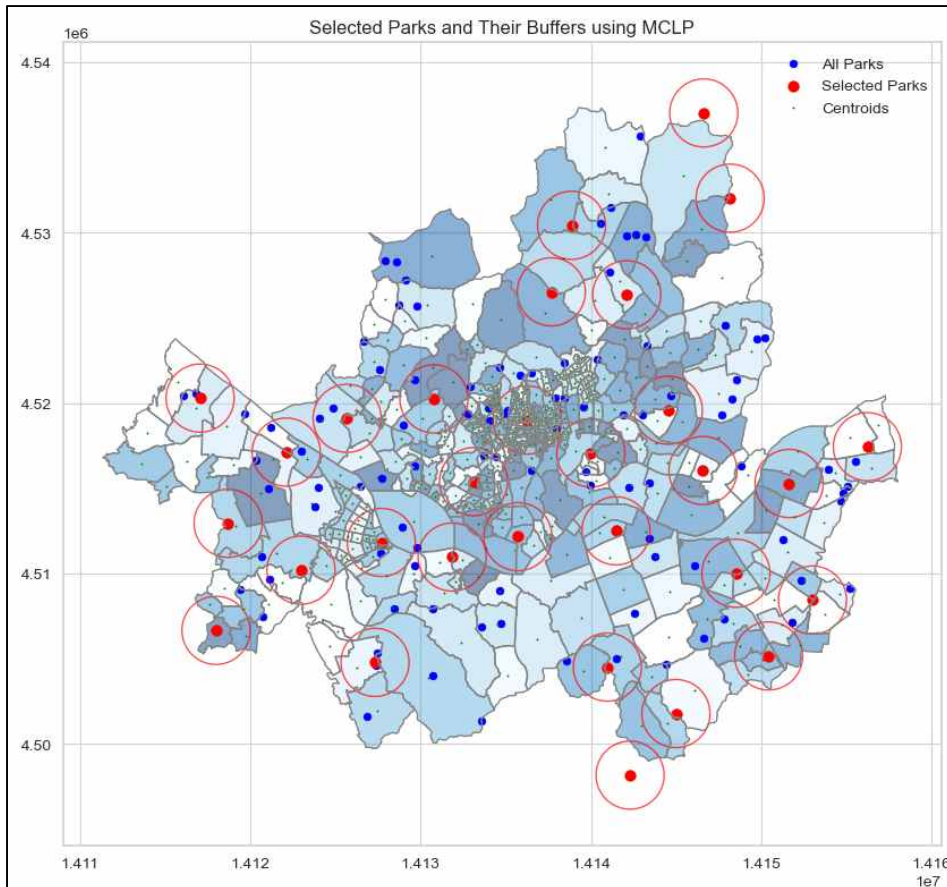 Selected Parks and Their Buffers using MCLP
1e6
4.54
4.53
4.52
4.51
4.50
All Parks
Selected Parks
Centroids
1.411
1.412
1.413
1.414
1.415
1.416
1e7